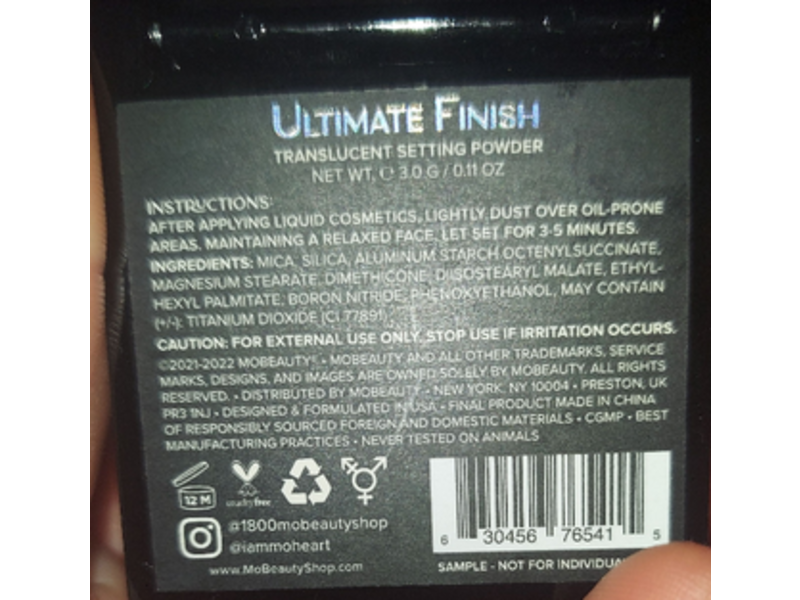 ULTIMATE FINISH
TRANSLUCENT SETTING POWDER
NET WT. ℮ 3.0 G / 0.11 OZ
INSTRUCTIONS:
AFTER APPLYING LIQUID COSMETICS, LIGHTLY DUST OVER OIL-PRONE
AREAS. MAINTAINING A RELAXED FACE, LET SET FOR 3-5 MINUTES.
INGREDIENTS: MICA, SILICA, ALUMINUM STARCH OCTENYLSUCCINATE,
MAGNESIUM STEARATE, DIMETHICONE, DIISOSTEARYL MALATE, ETHYL-
HEXYL PALMITATE, BORON NITRIDE, PHENOXYETHANOL, MAY CONTAIN
(+/-): TITANIUM DIOXIDE (CI 77891)
CAUTION: FOR EXTERNAL USE ONLY. STOP USE IF IRRITATION OCCURS.
©2021-2022 MOBEAUTY® • MOBEAUTY AND ALL OTHER TRADEMARKS, SERVICE
MARKS, DESIGNS, AND IMAGES ARE OWNED SOLELY BY MOBEAUTY. ALL RIGHTS
RESERVED. • DISTRIBUTED BY MOBEAUTY • NEW YORK, NY 10004 • PRESTON, UK
PR3 1NJ • DESIGNED & FORMULATED IN USA • FINAL PRODUCT MADE IN CHINA
OF RESPONSIBLY SOURCED FOREIGN AND DOMESTIC MATERIALS • CGMP • BEST
MANUFACTURING PRACTICES • NEVER TESTED ON ANIMALS
12 M
cruelty free
@1800mobeautyshop
@iammoheart
www.MoBeautyShop.com
6 30456 76541 5
SAMPLE - NOT FOR INDIVIDUA